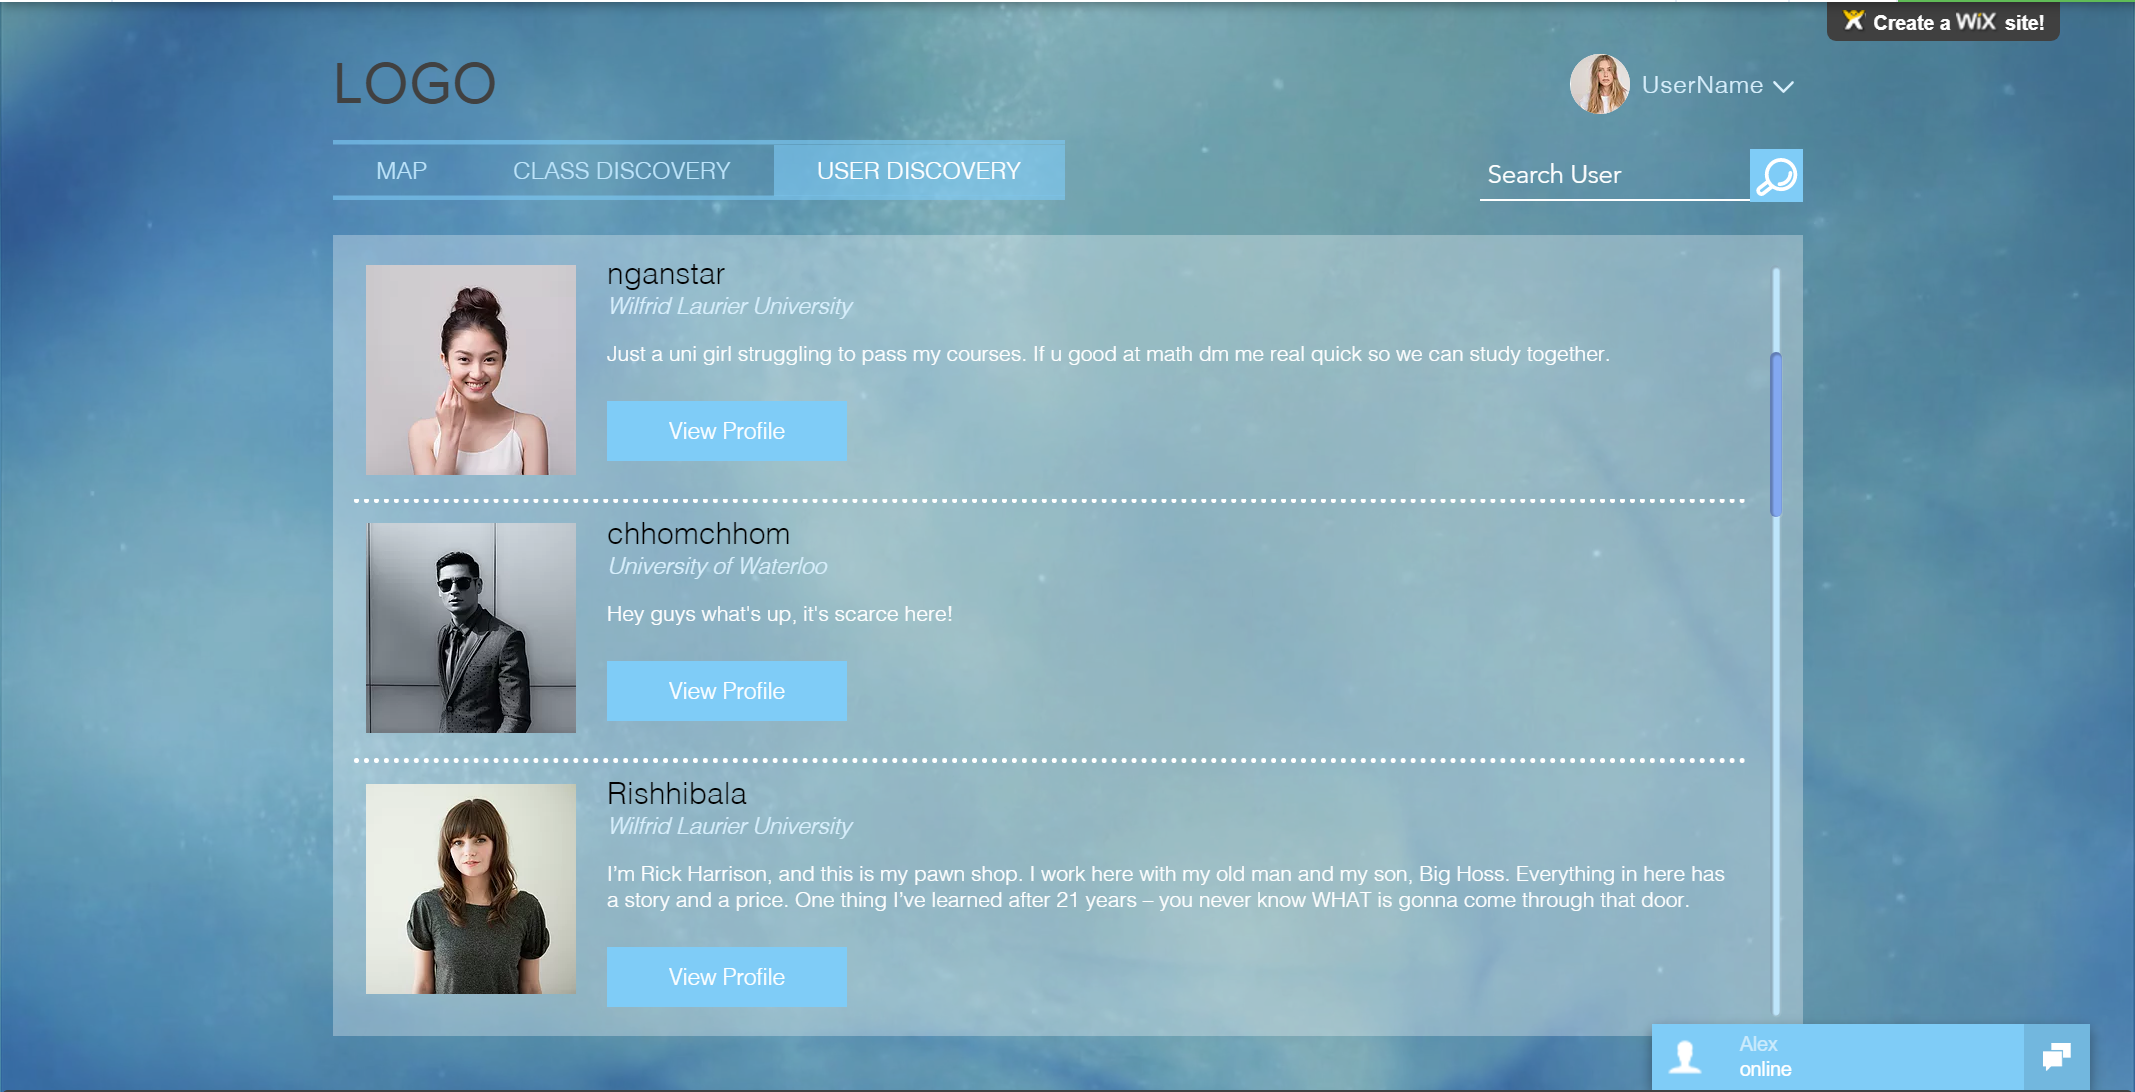 Create a WiX site!
LOGO
UserName
MAP
CLASS DISCOVERY
USER DISCOVERY
Search User
nganstar
Wilfrid Laurier University
Just a uni girl struggling to pass my courses. If u good at math dm me real quick so we can study together.
View Profile
chhomchhom
University of Waterloo
Hey guys what's up, it's scarce here!
View Profile
Rishhibala
Wilfrid Laurier University
I’m Rick Harrison, and this is my pawn shop. I work here with my old man and my son, Big Hoss. Everything in here has
a story and a price. One thing I’ve learned after 21 years – you never know WHAT is gonna come through that door.
View Profile
Alex
online